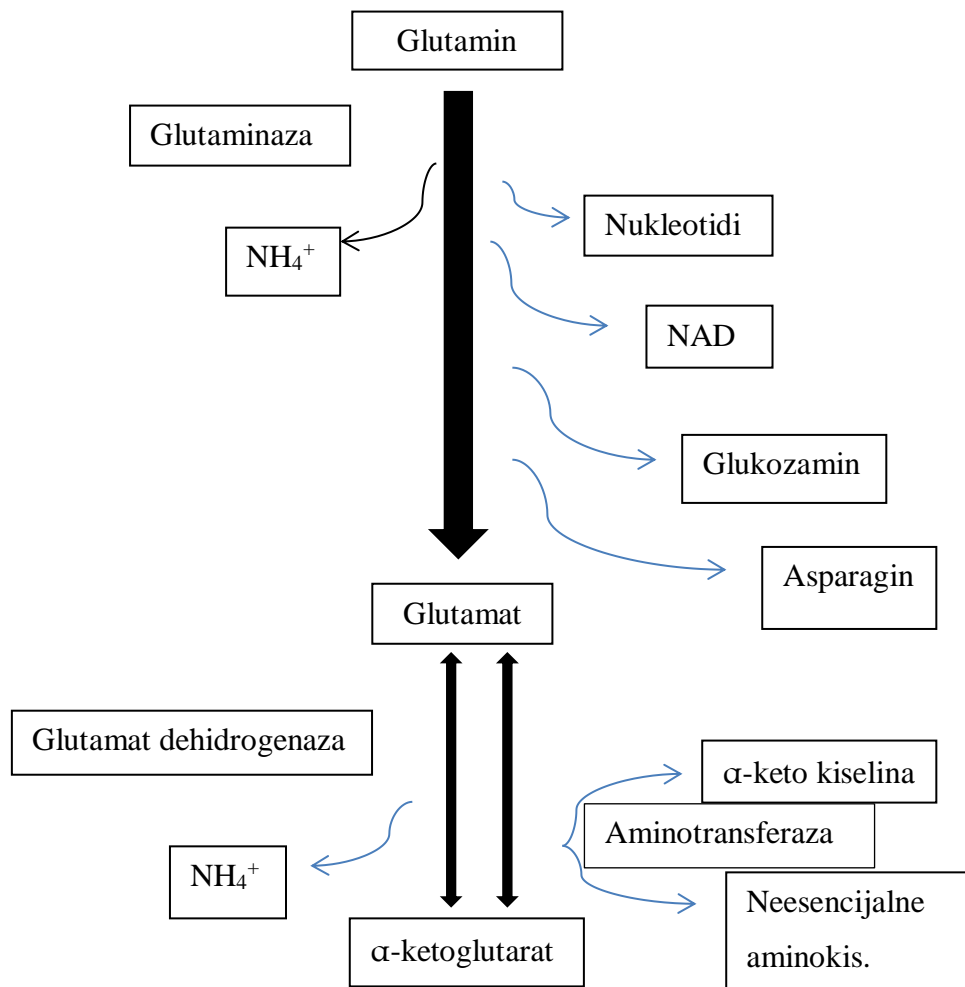 Glutamin
Glutaminaza
Nukleotidi
NH₄⁺
NAD
Glukozamin
Asparagin
Glutamat
Glutamat dehidrogenaza
α-keto kiselina
Aminotransferaza
NH₄⁺
Neesencijalne
aminokis.
α-ketoglutarat